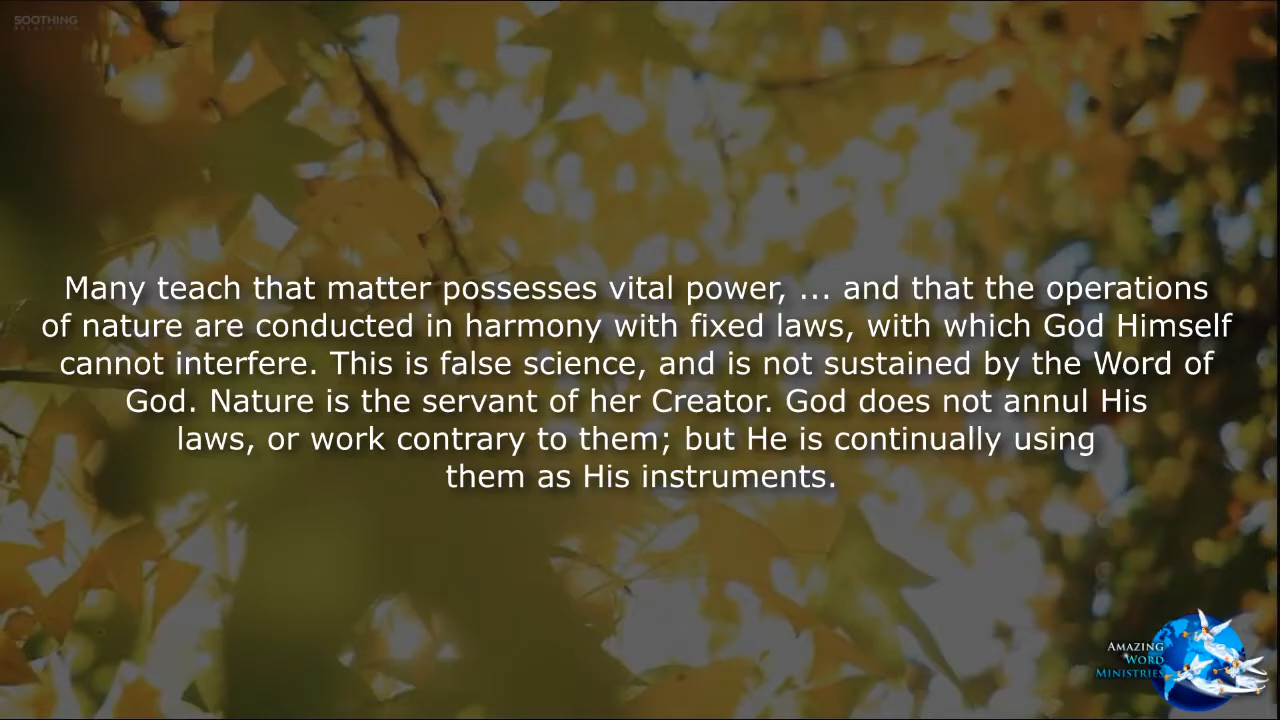 SOOTHING
RELAXATION
Many teach that matter possesses vital power, ... and that the operations
of nature are conducted in harmony with fixed laws, with which God Himself
cannot interfere. This is false science, and is not sustained by the Word of
God. Nature is the servant of her Creator. God does not annul His
laws, or work contrary to them; but He is continually using
them as His instruments.
AMAZING
WORD
MINISTRIES